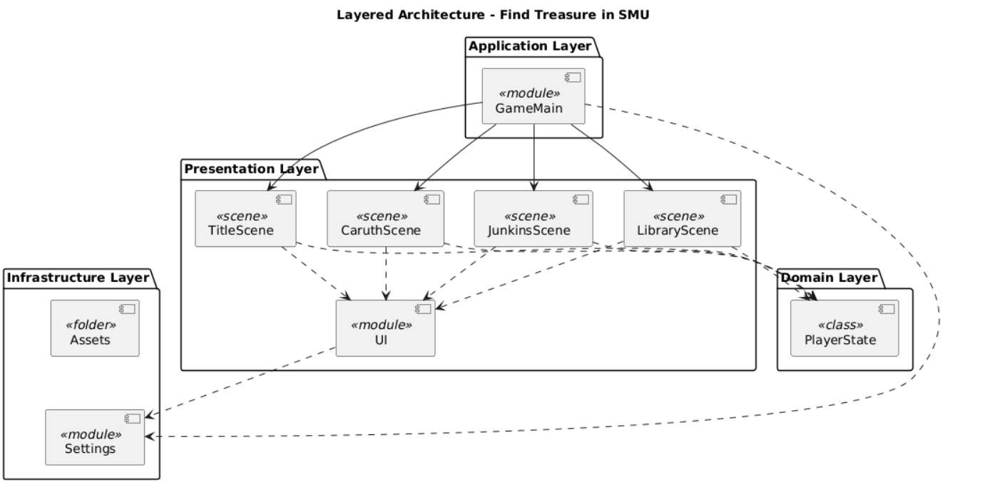 Layered Architecture - Find Treasure in SMU
Application Layer
«module»
GameMain
Presentation Layer
«scene»
TitleScene
«scene»
CaruthScene
«scene»
JunkinsScene
«scene»
LibraryScene
Infrastructure Layer
«folder»
Assets
«module»
UI
Domain Layer
«class»
PlayerState
«module»
Settings